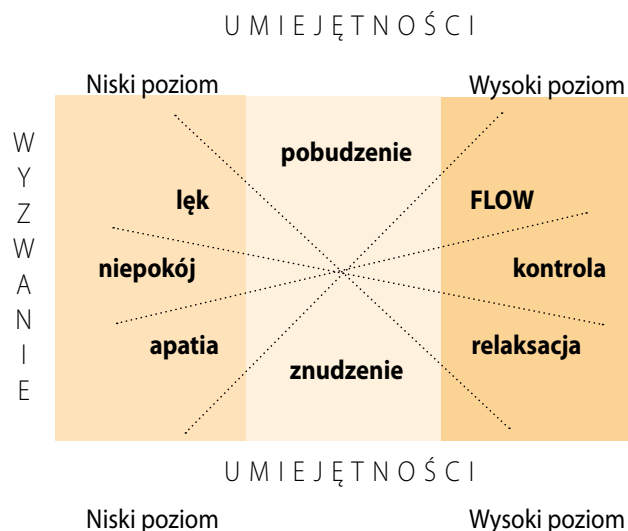 UMIEJĘTNOŚCI
Niski poziom Wysoki poziom
WYZWANIE
pobudzenie
lęk FLOW
niepokój kontrola
apatia relaksacja
znudzenie
UMIEJĘTNOŚCI
Niski poziom Wysoki poziom